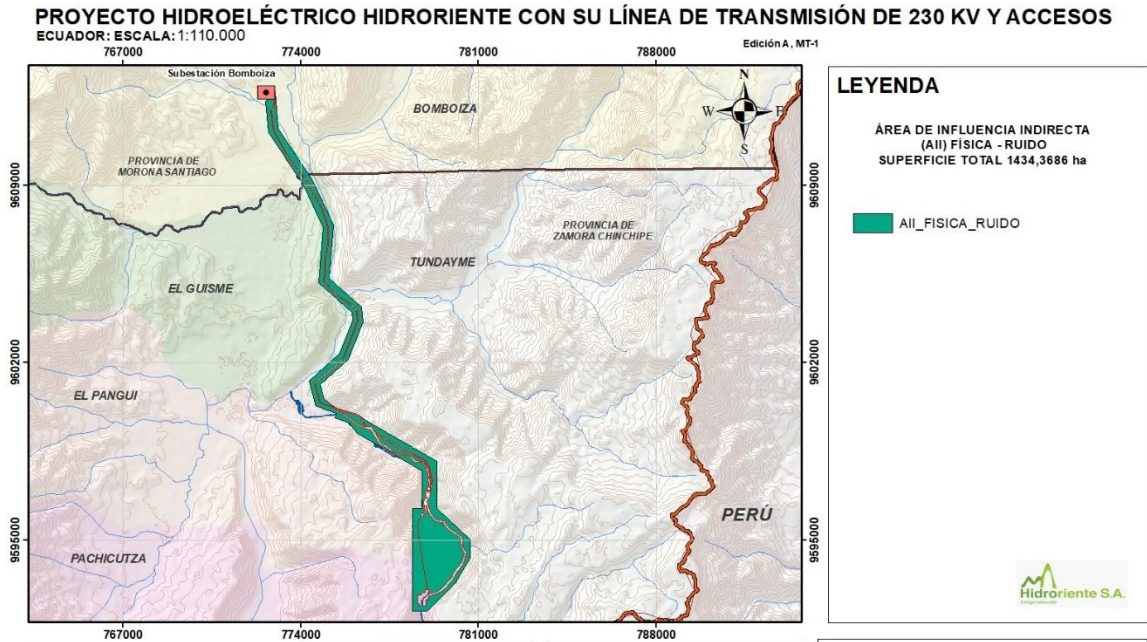 PROYECTO HIDROELÉCTRICO HIDRORIENTE CON SU LÍNEA DE TRANSMISIÓN DE 230 KV Y ACCESOS
ECUADOR: ESCALA: 1:110.000
Edición A, MT-1
767000 774000 781000 788000
Subestación Bomboiza
BOMBOIZA
N
W E
S
PROVINCIA DE
MORONA SANTIAGO
9609000 9609000
PROVINCIA DE
ZAMORA CHINCHIPE
TUNDAYME
EL GUISME
9602000 9602000
EL PANGUI
PERÚ
9595000 9595000
PACHICUTZA
767000 774000 781000 788000
LEYENDA
ÁREA DE INFLUENCIA INDIRECTA
(AII) FÍSICA - RUIDO
SUPERFICIE TOTAL 1434,3686 ha
AII_FISICA_RUIDO
Hidroriente S.A.